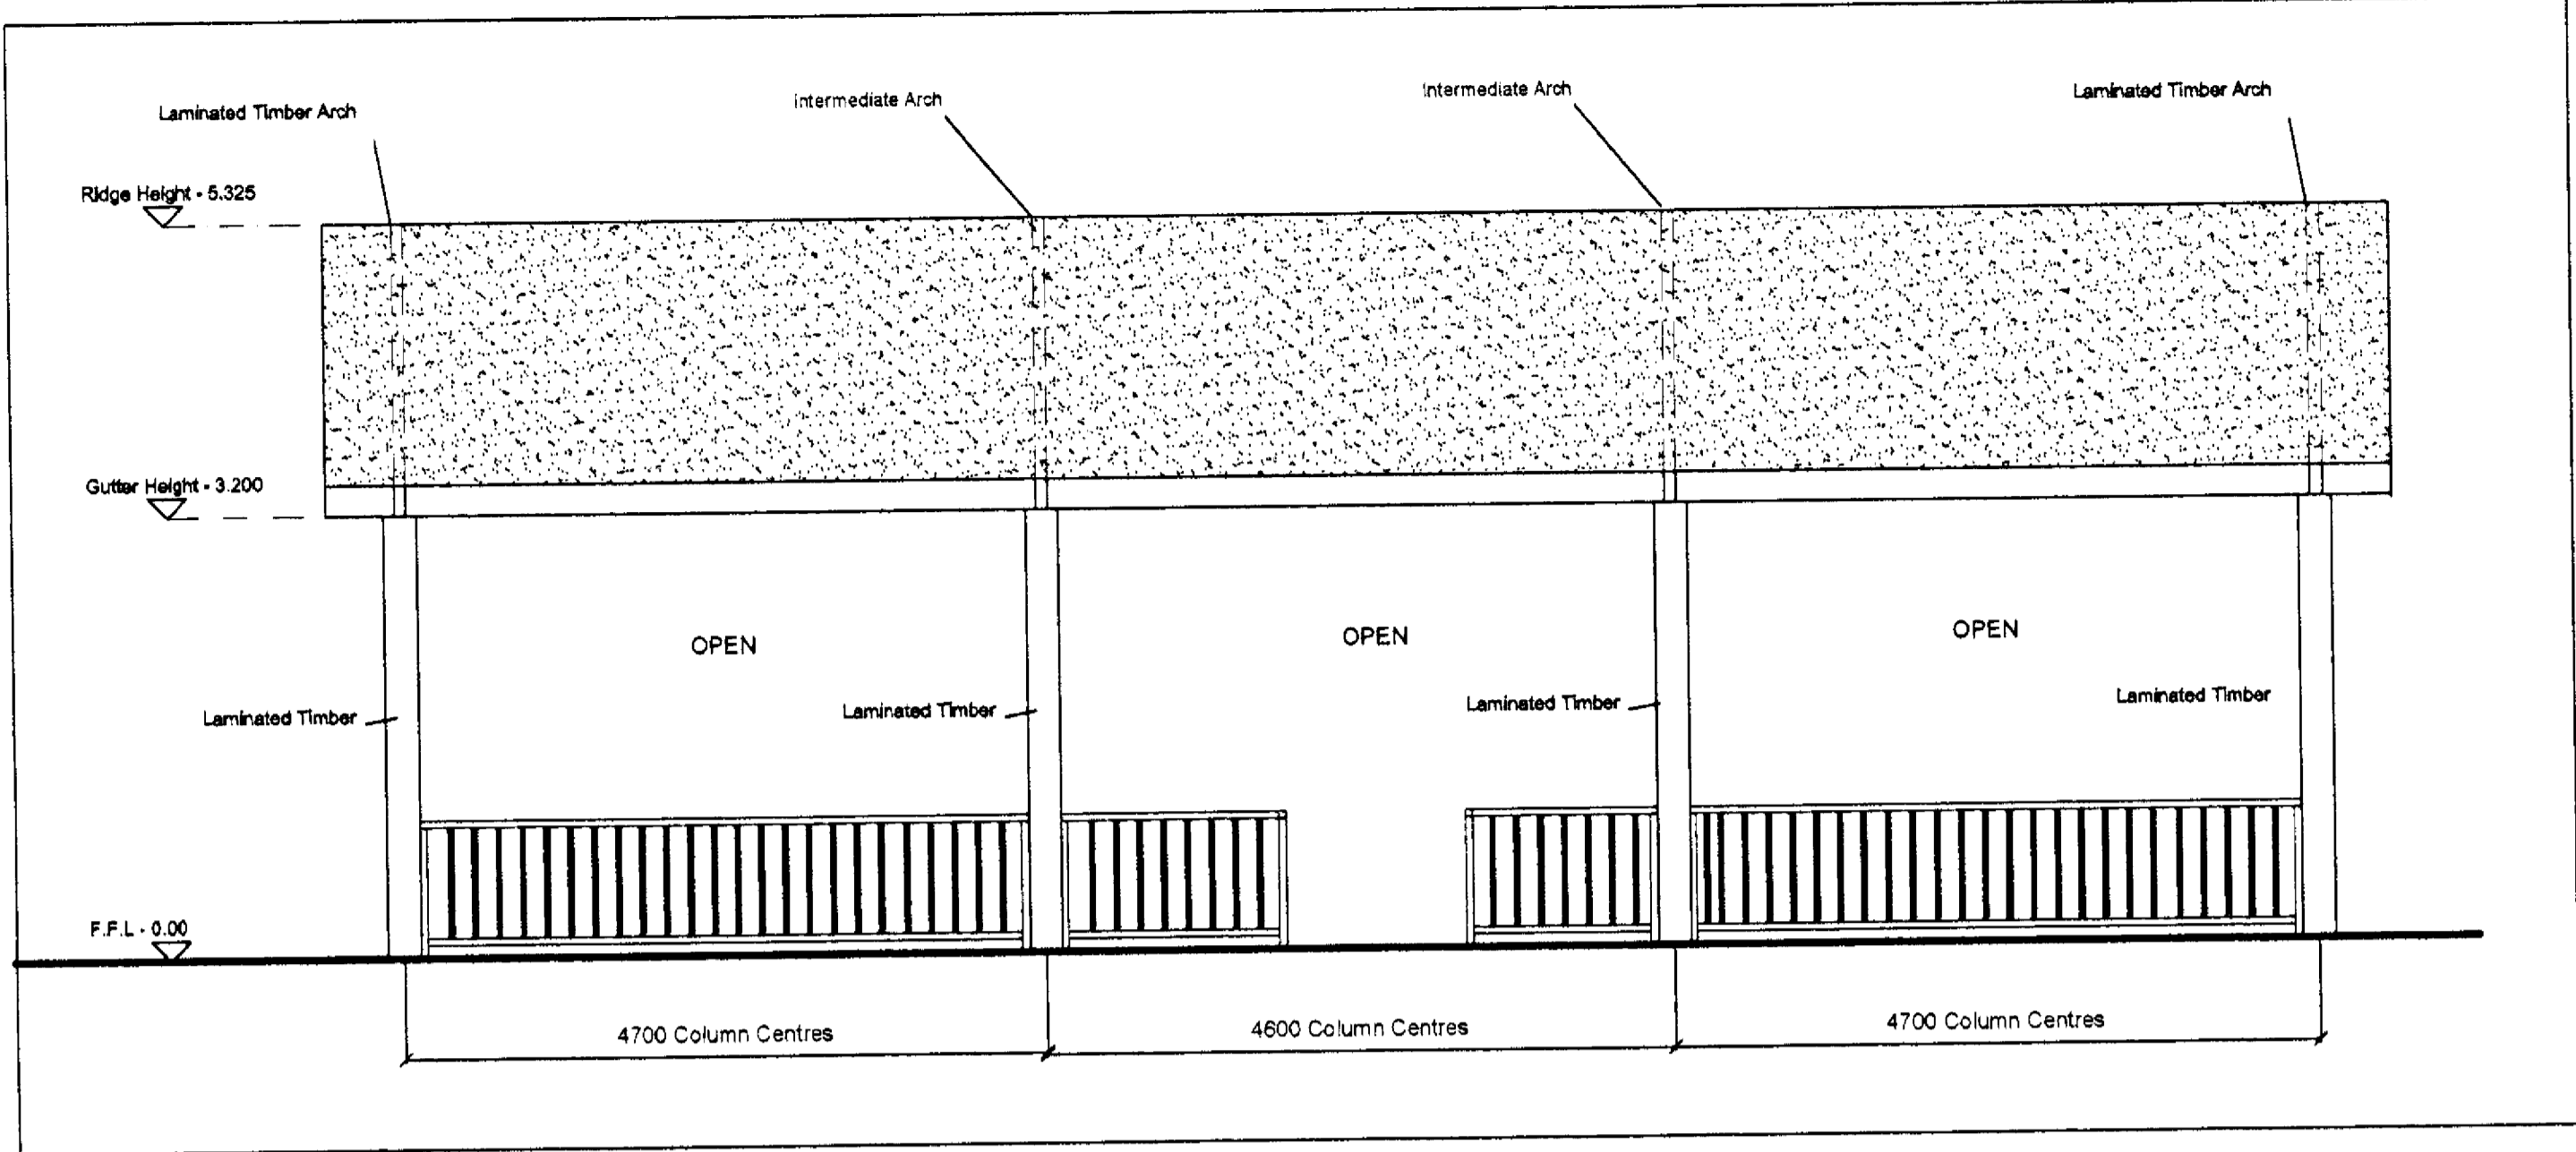 Laminated Timber Arch
Intermediate Arch
Intermediate Arch
Laminated Timber Arch
Ridge Height - 5.325
Gutter Height - 3.200
OPEN
OPEN
OPEN
Laminated Timber
Laminated Timber
Laminated Timber
Laminated Timber
F.F.L - 0.00
4700 Column Centres
4600 Column Centres
4700 Column Centres